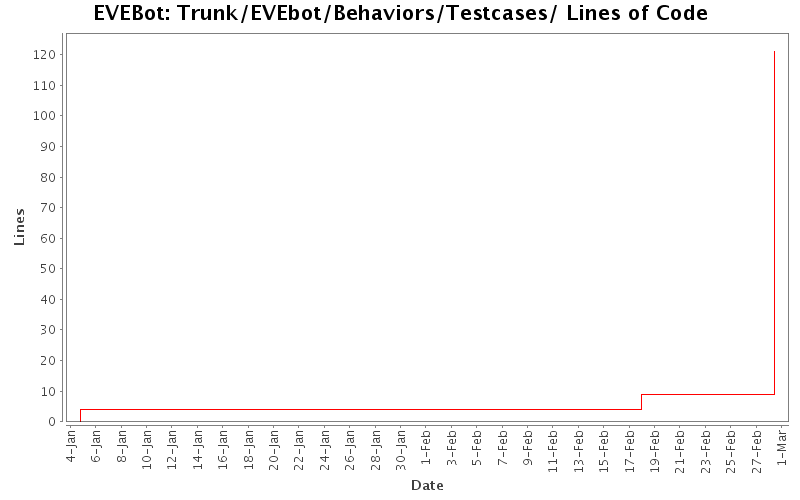 EVEBot: Trunk/EVEbot/Behaviors/Testcases/ Lines of Code
120
110
100
90
80
70
60
50
40
30
20
10
0
Lines
4-Jan
6-Jan
8-Jan
10-Jan
12-Jan
14-Jan
16-Jan
18-Jan
20-Jan
22-Jan
24-Jan
26-Jan
28-Jan
30-Jan
1-Feb
3-Feb
5-Feb
7-Feb
9-Feb
11-Feb
13-Feb
15-Feb
17-Feb
19-Feb
21-Feb
23-Feb
25-Feb
27-Feb
1-Mar
Date